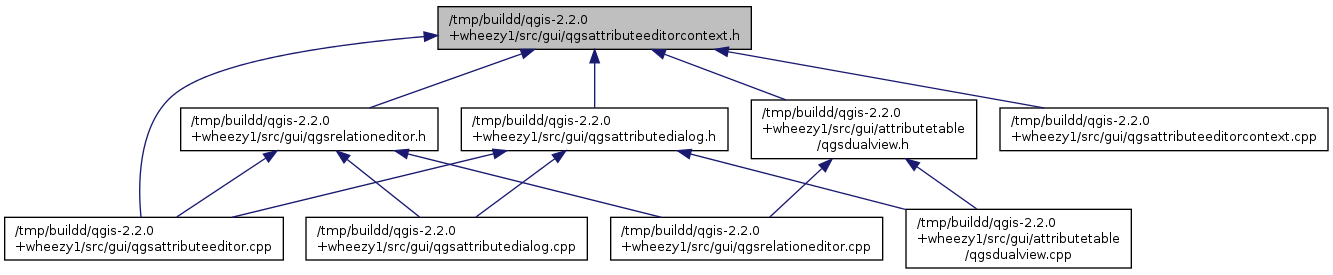 /tmp/buildd/qgis-2.2.0
+wheezy1/src/gui/qgsattributeeditorcontext.h
/tmp/buildd/qgis-2.2.0
+wheezy1/src/gui/qgsrelationeditor.h
/tmp/buildd/qgis-2.2.0
+wheezy1/src/gui/qgsattributedialog.h
/tmp/buildd/qgis-2.2.0
+wheezy1/src/gui/attributetable
/qgsdualview.h
/tmp/buildd/qgis-2.2.0
+wheezy1/src/gui/qgsattributeeditorcontext.cpp
/tmp/buildd/qgis-2.2.0
+wheezy1/src/gui/qgsattributeeditor.cpp
/tmp/buildd/qgis-2.2.0
+wheezy1/src/gui/qgsattributedialog.cpp
/tmp/buildd/qgis-2.2.0
+wheezy1/src/gui/qgsrelationeditor.cpp
/tmp/buildd/qgis-2.2.0
+wheezy1/src/gui/attributetable
/qgsdualview.cpp